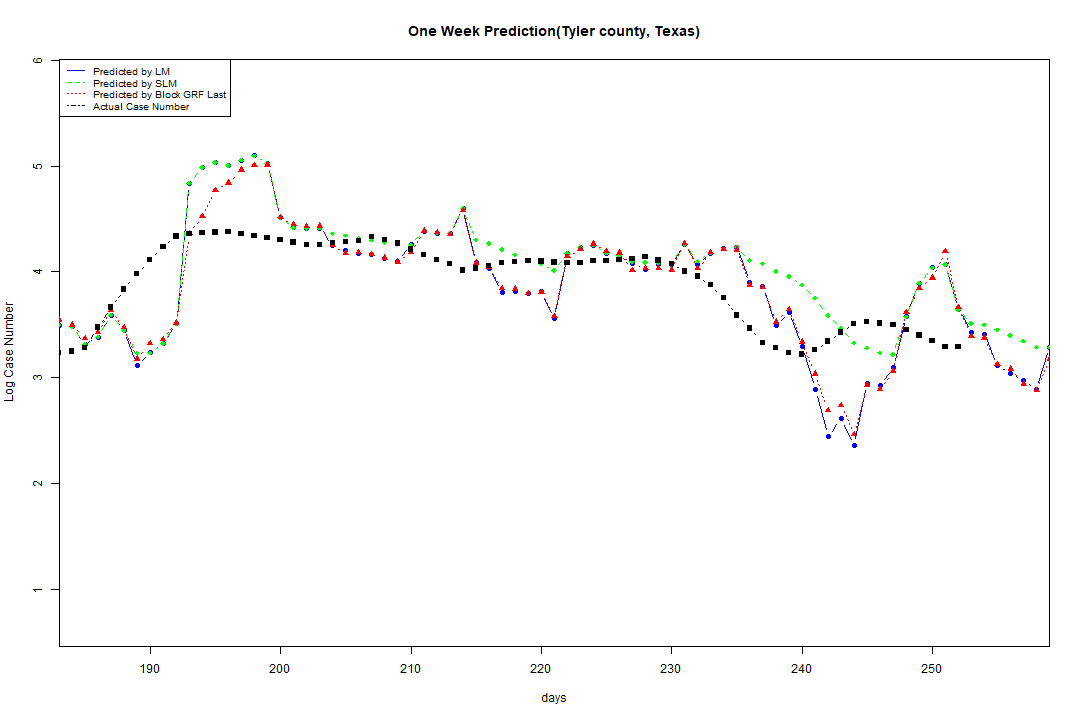 One Week Prediction(Tyler county, Texas)
Predicted by LM
Predicted by SLM
Predicted by Block GRF Last
Actual Case Number
Log Case Number
6
5
4
3
2
1
190 200 210 220 230 240 250
days